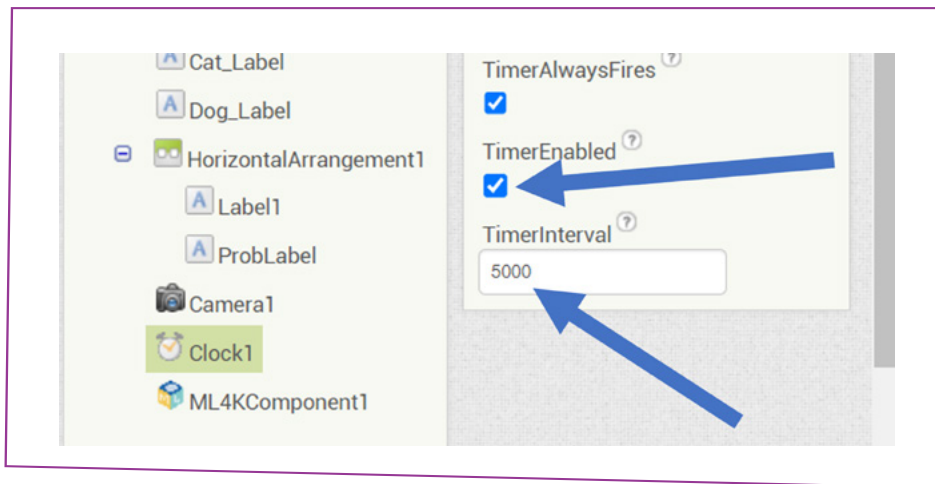 Cat_Label
Dog_Label
HorizontalArrangement1
Label1
ProbLabel
Camera1
Clock1
ML4KComponent1
TimerAlwaysFires ?
TimerEnabled ?
TimerInterval ?
5000